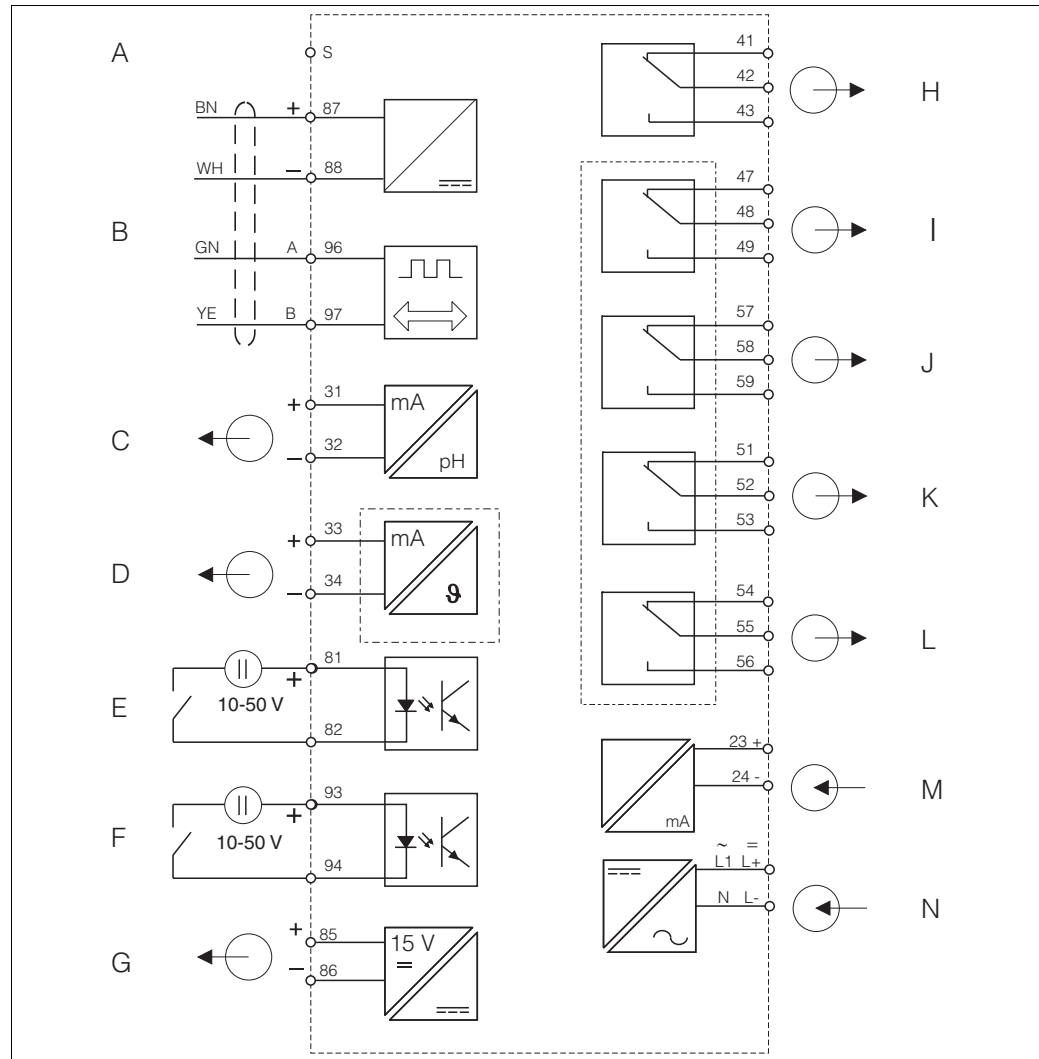 A
S
BN + 87
WH – 88
B
GN A 96
YE B 97
C
+ 31
– 32
mA
pH
D
+ 33
– 34
mA
ϑ
E
10-50 V
+ 81
82
F
10-50 V
+ 93
94
G
+ 85
– 86
15 V
=
41
42
43
H
47
48
49
I
57
58
59
J
51
52
53
K
54
55
56
L
23 +
24 -
mA
M
~ =
L1 L+
N L-
N